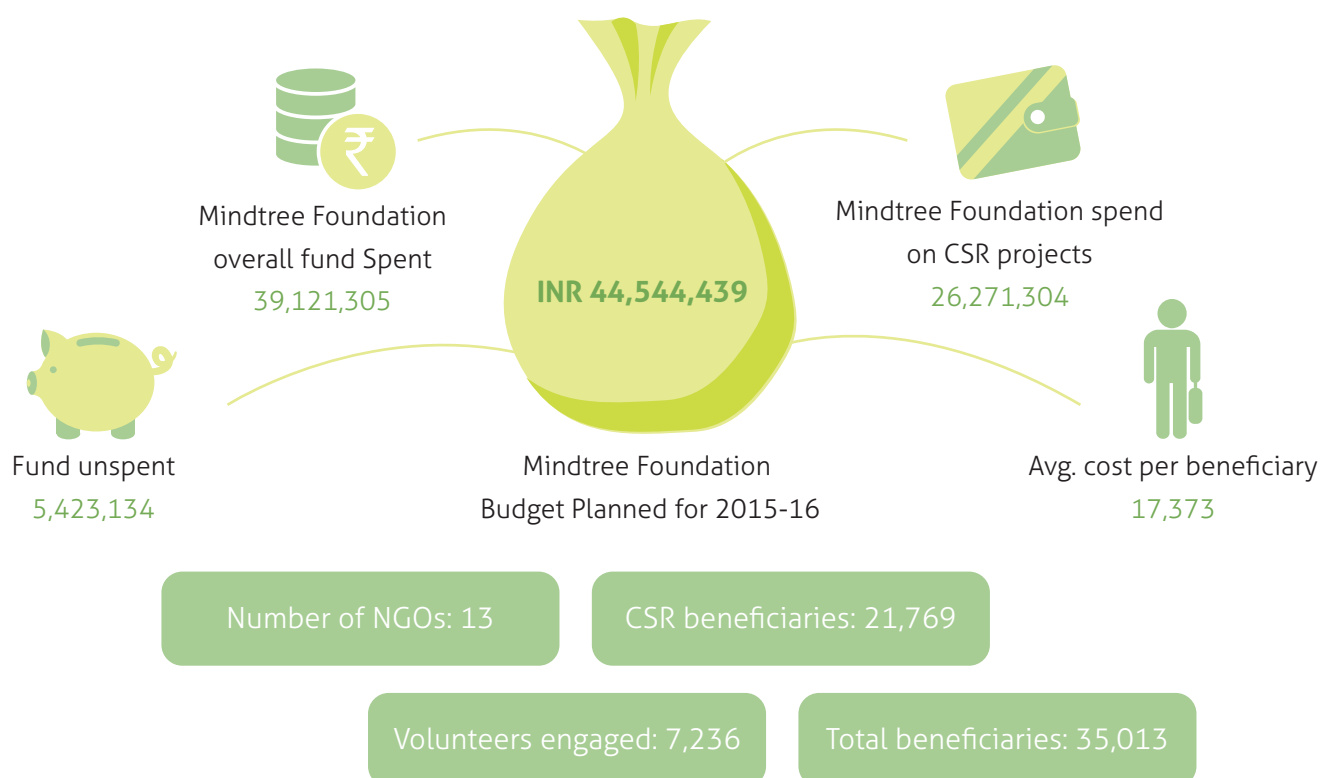 ₹
Mindtree Foundation
overall fund Spent
39,121,305
INR 44,544,439
Mindtree Foundation spend
on CSR projects
26,271,304
Fund unspent
5,423,134
Mindtree Foundation
Budget Planned for 2015-16
Avg. cost per beneficiary
17,373
Number of NGOs: 13
CSR beneficiaries: 21,769
Volunteers engaged: 7,236
Total beneficiaries: 35,013